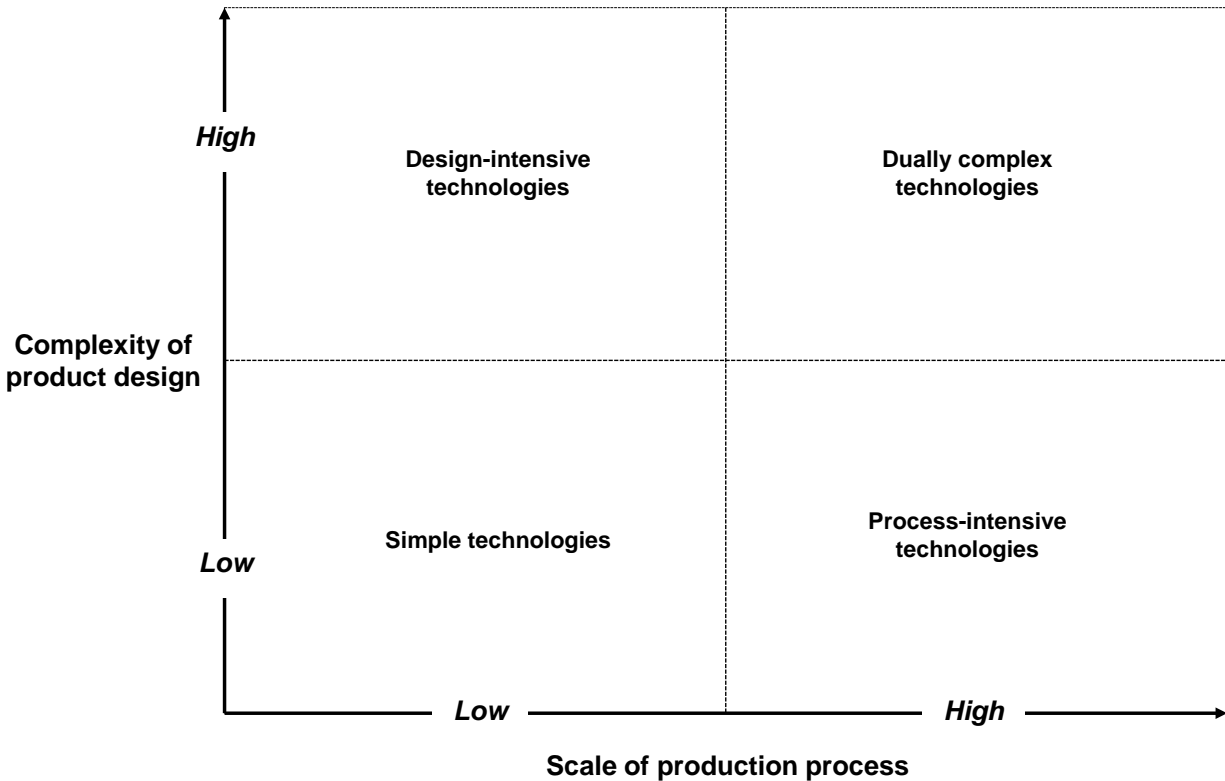 High
Design-intensive
technologies
Dually complex
technologies
Complexity of
product design
Simple technologies
Process-intensive
technologies
Low
Low
High
Scale of production process